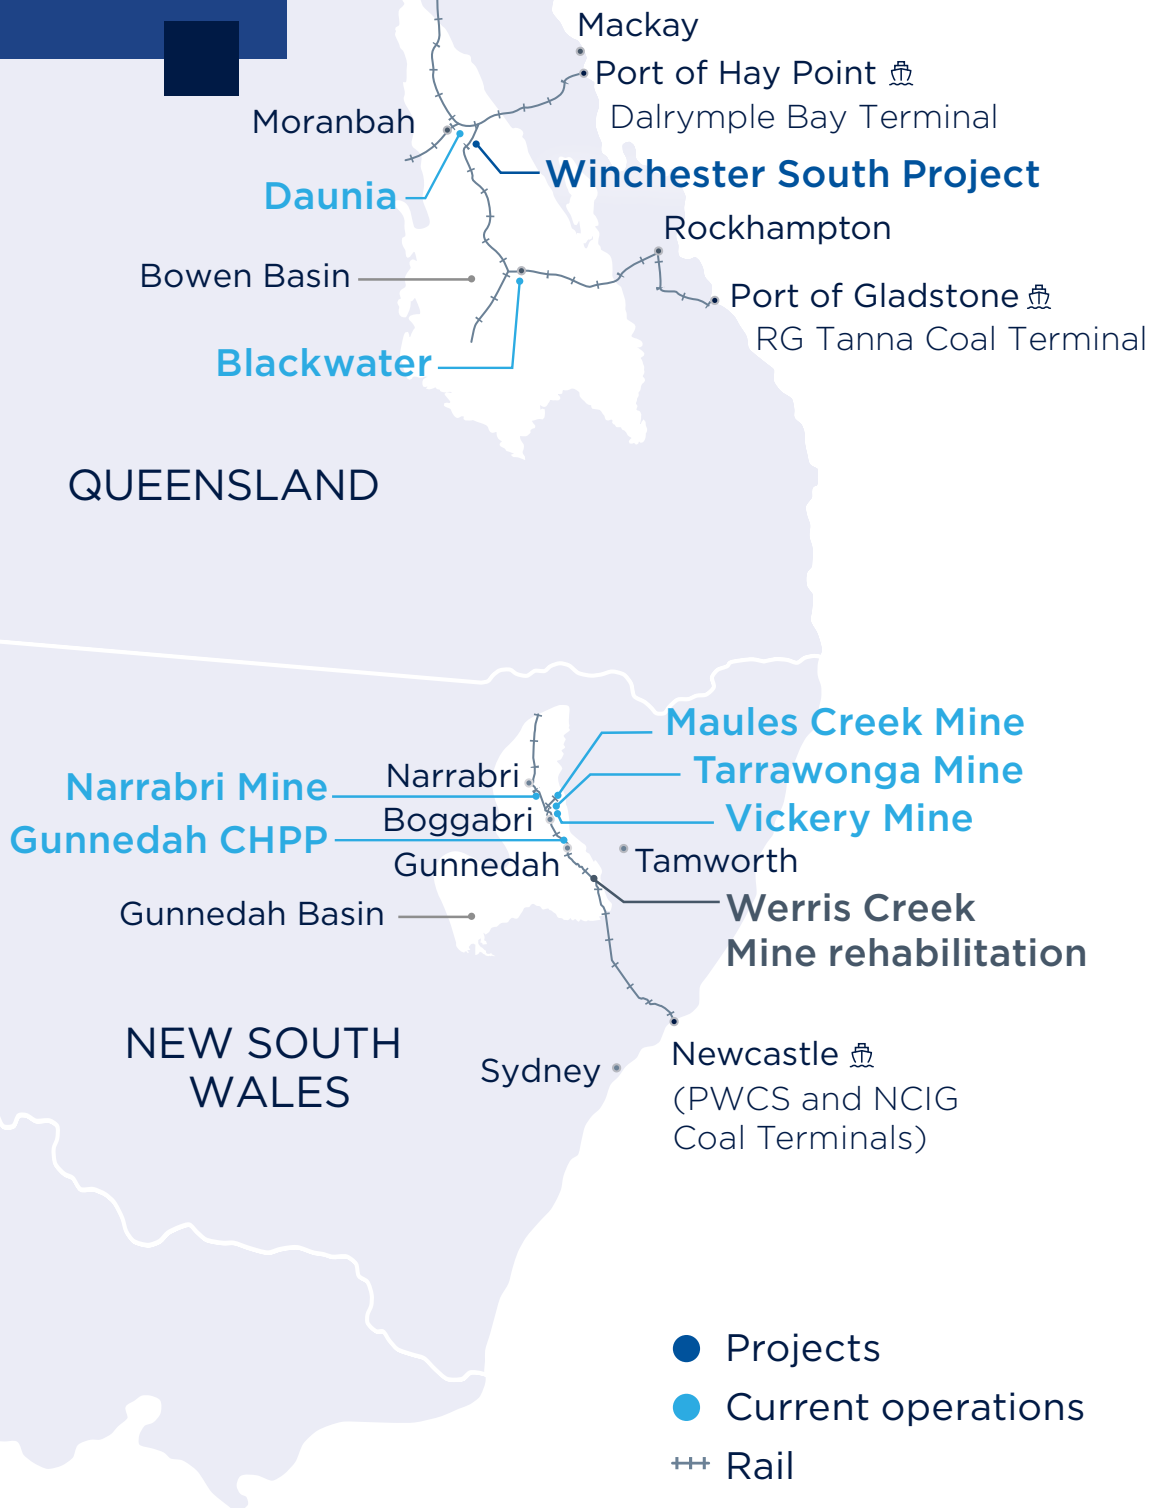 Mackay
Port of Hay Point
Dalrymple Bay Terminal
Moranbah
Winchester South Project
Daunia
Rockhampton
Bowen Basin
Port of Gladstone
RG Tanna Coal Terminal
Blackwater
QUEENSLAND
Maules Creek Mine
Tarrawonga Mine
Narrabri
Narrabri Mine
Vickery Mine
Boggabri
Gunnedah CHPP
Gunnedah
Tamworth
Werris Creek
Mine rehabilitation
Gunnedah Basin
NEW SOUTH
WALES
Sydney
Newcastle
(PWCS and NCIG
Coal Terminals)
Projects
Current operations
Rail